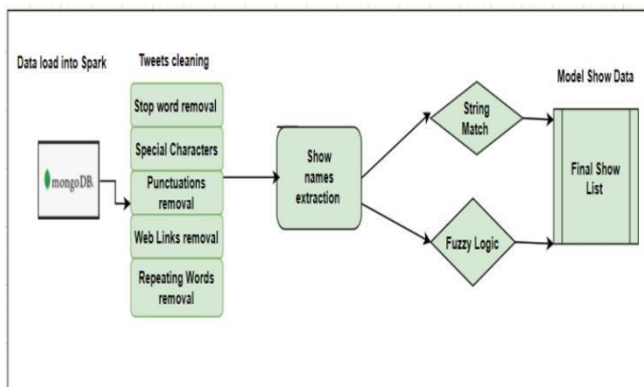 Data load into Spark
mongoDB.
Tweets cleaning
Stop word removal
Special Characters
Punctuations
removal
Web Links removal
Repeating Words
removal
Show
names
extraction
String
Match
Fuzzy Logic
Model Show Data
Final Show
List